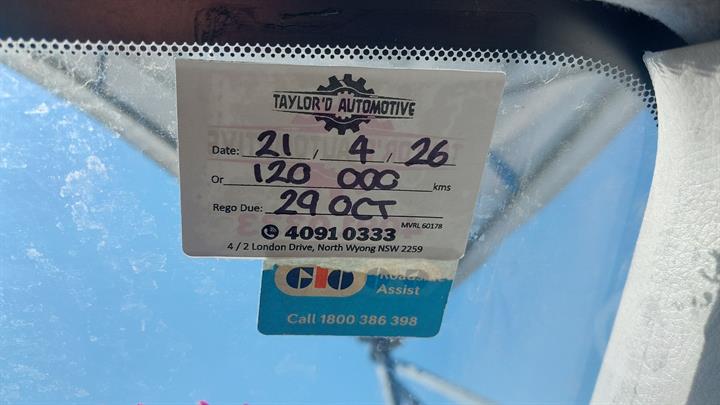 TAYLOR'D AUTOMOTIVE
Date: 21 / 4 / 26
Or 120 000 kms
Rego Due: 29 OCT
MVRL 60178
4091 0333
4 / 2 London Drive, North Wyong NSW 2259
GIO Roadside
Assist
Call 1800 386 398